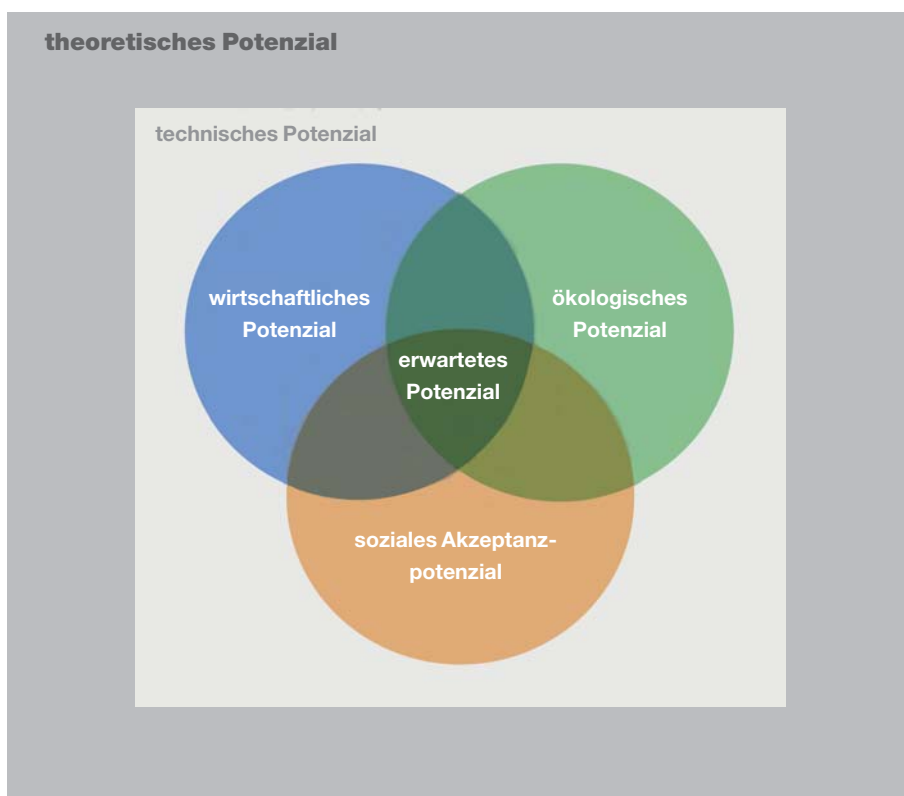 theoretisches Potenzial
technisches Potenzial
wirtschaftliches
Potenzial
ökologisches
Potenzial
erwartetes
Potenzial
soziales Akzeptanz-
potenzial